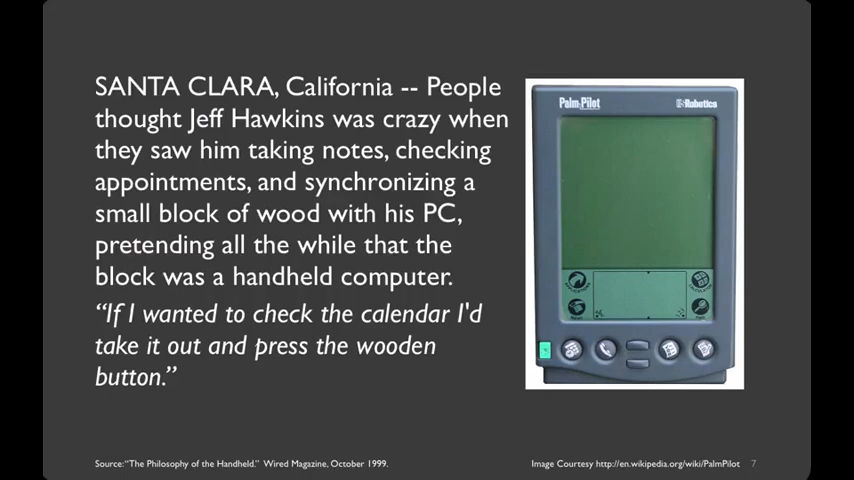 SANTA CLARA, California -- People
thought Jeff Hawkins was crazy when
they saw him taking notes, checking
appointments, and synchronizing a
small block of wood with his PC,
pretending all the while that the
block was a handheld computer.
“If I wanted to check the calendar I'd
take it out and press the wooden
button.”
PalmPilot
US Robotics
Source: “The Philosophy of the Handheld.” Wired Magazine, October 1999.
Image Courtesy http://en.wikipedia.org/wiki/PalmPilot 7